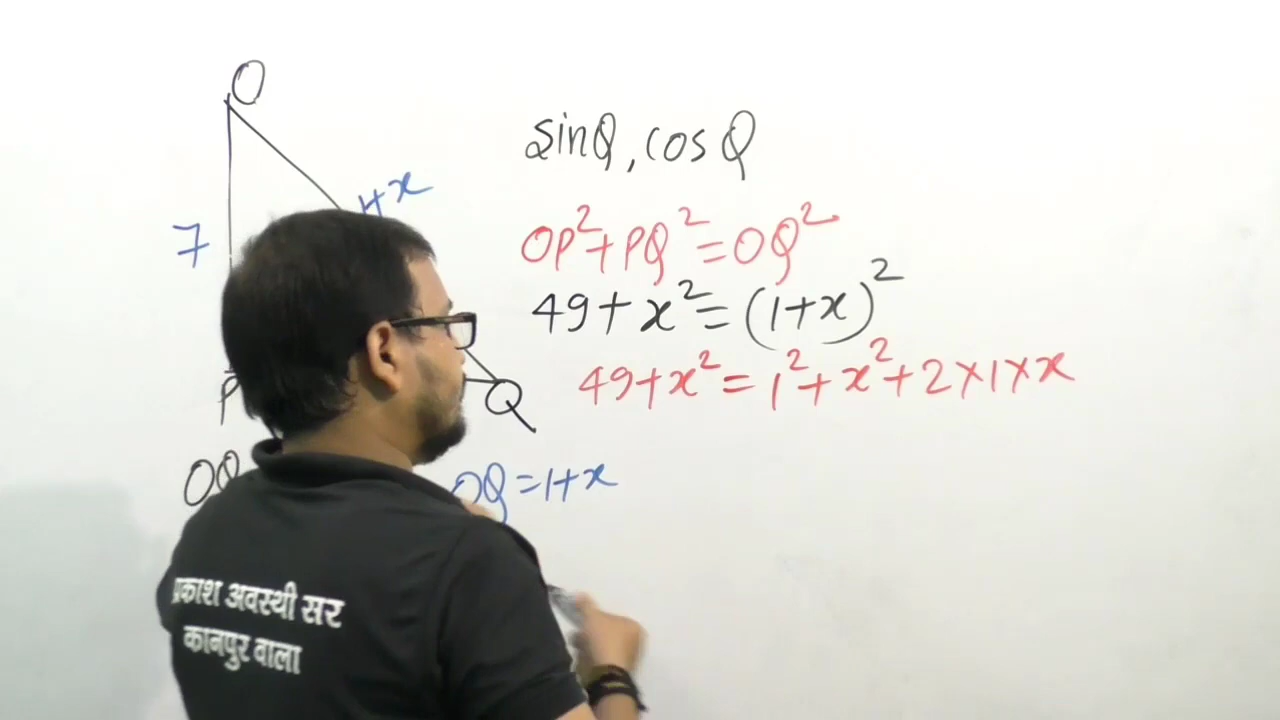 O
sinQ, cosQ
7
1+x
OP²+PQ²=OQ²
49+x²=(1+x)²
49+x²=1²+x²+2×1×x
P
Q
OQ
OQ=1+x
प्रकाश अवस्थी सर
कानपुर वाला